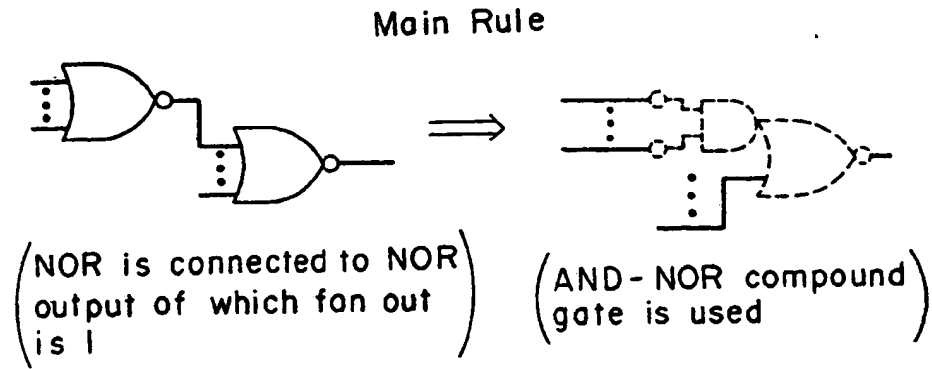 Main Rule
NOR is connected to NOR
output of which fan out
is 1
AND-NOR compound
gate is used